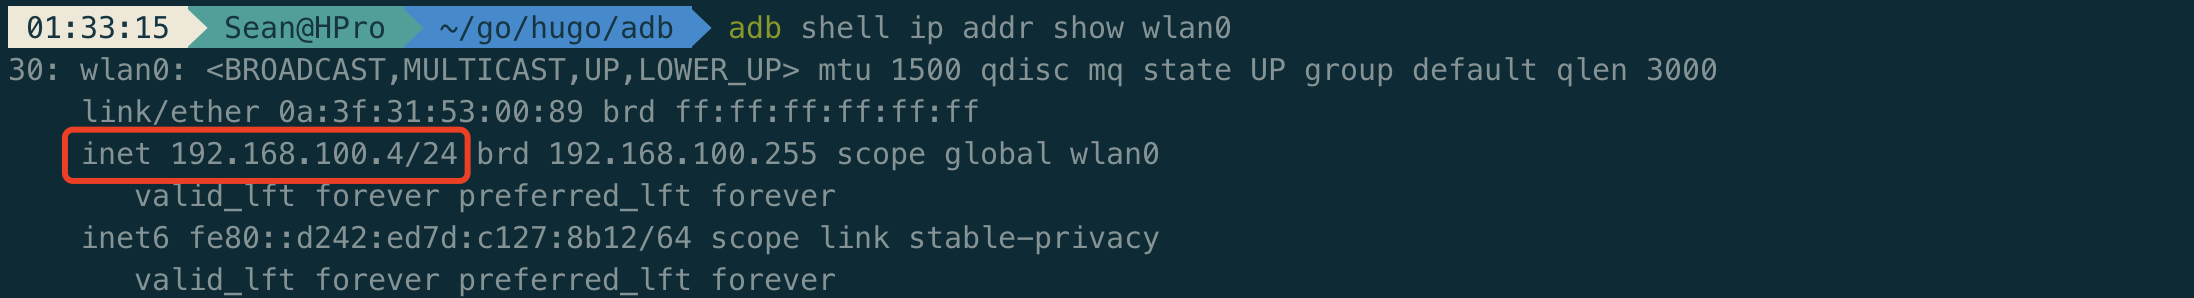 01:33:15 Sean@HPro ~/go/hugo/adb adb shell ip addr show wlan0
30: wlan0: <BROADCAST,MULTICAST,UP,LOWER_UP> mtu 1500 qdisc mq state UP group default qlen 3000
link/ether 0a:3f:31:53:00:89 brd ff:ff:ff:ff:ff:ff
inet 192.168.100.4/24 brd 192.168.100.255 scope global wlan0
valid_lft forever preferred_lft forever
inet6 fe80::d242:ed7d:c127:8b12/64 scope link stable-privacy
valid_lft forever preferred_lft forever